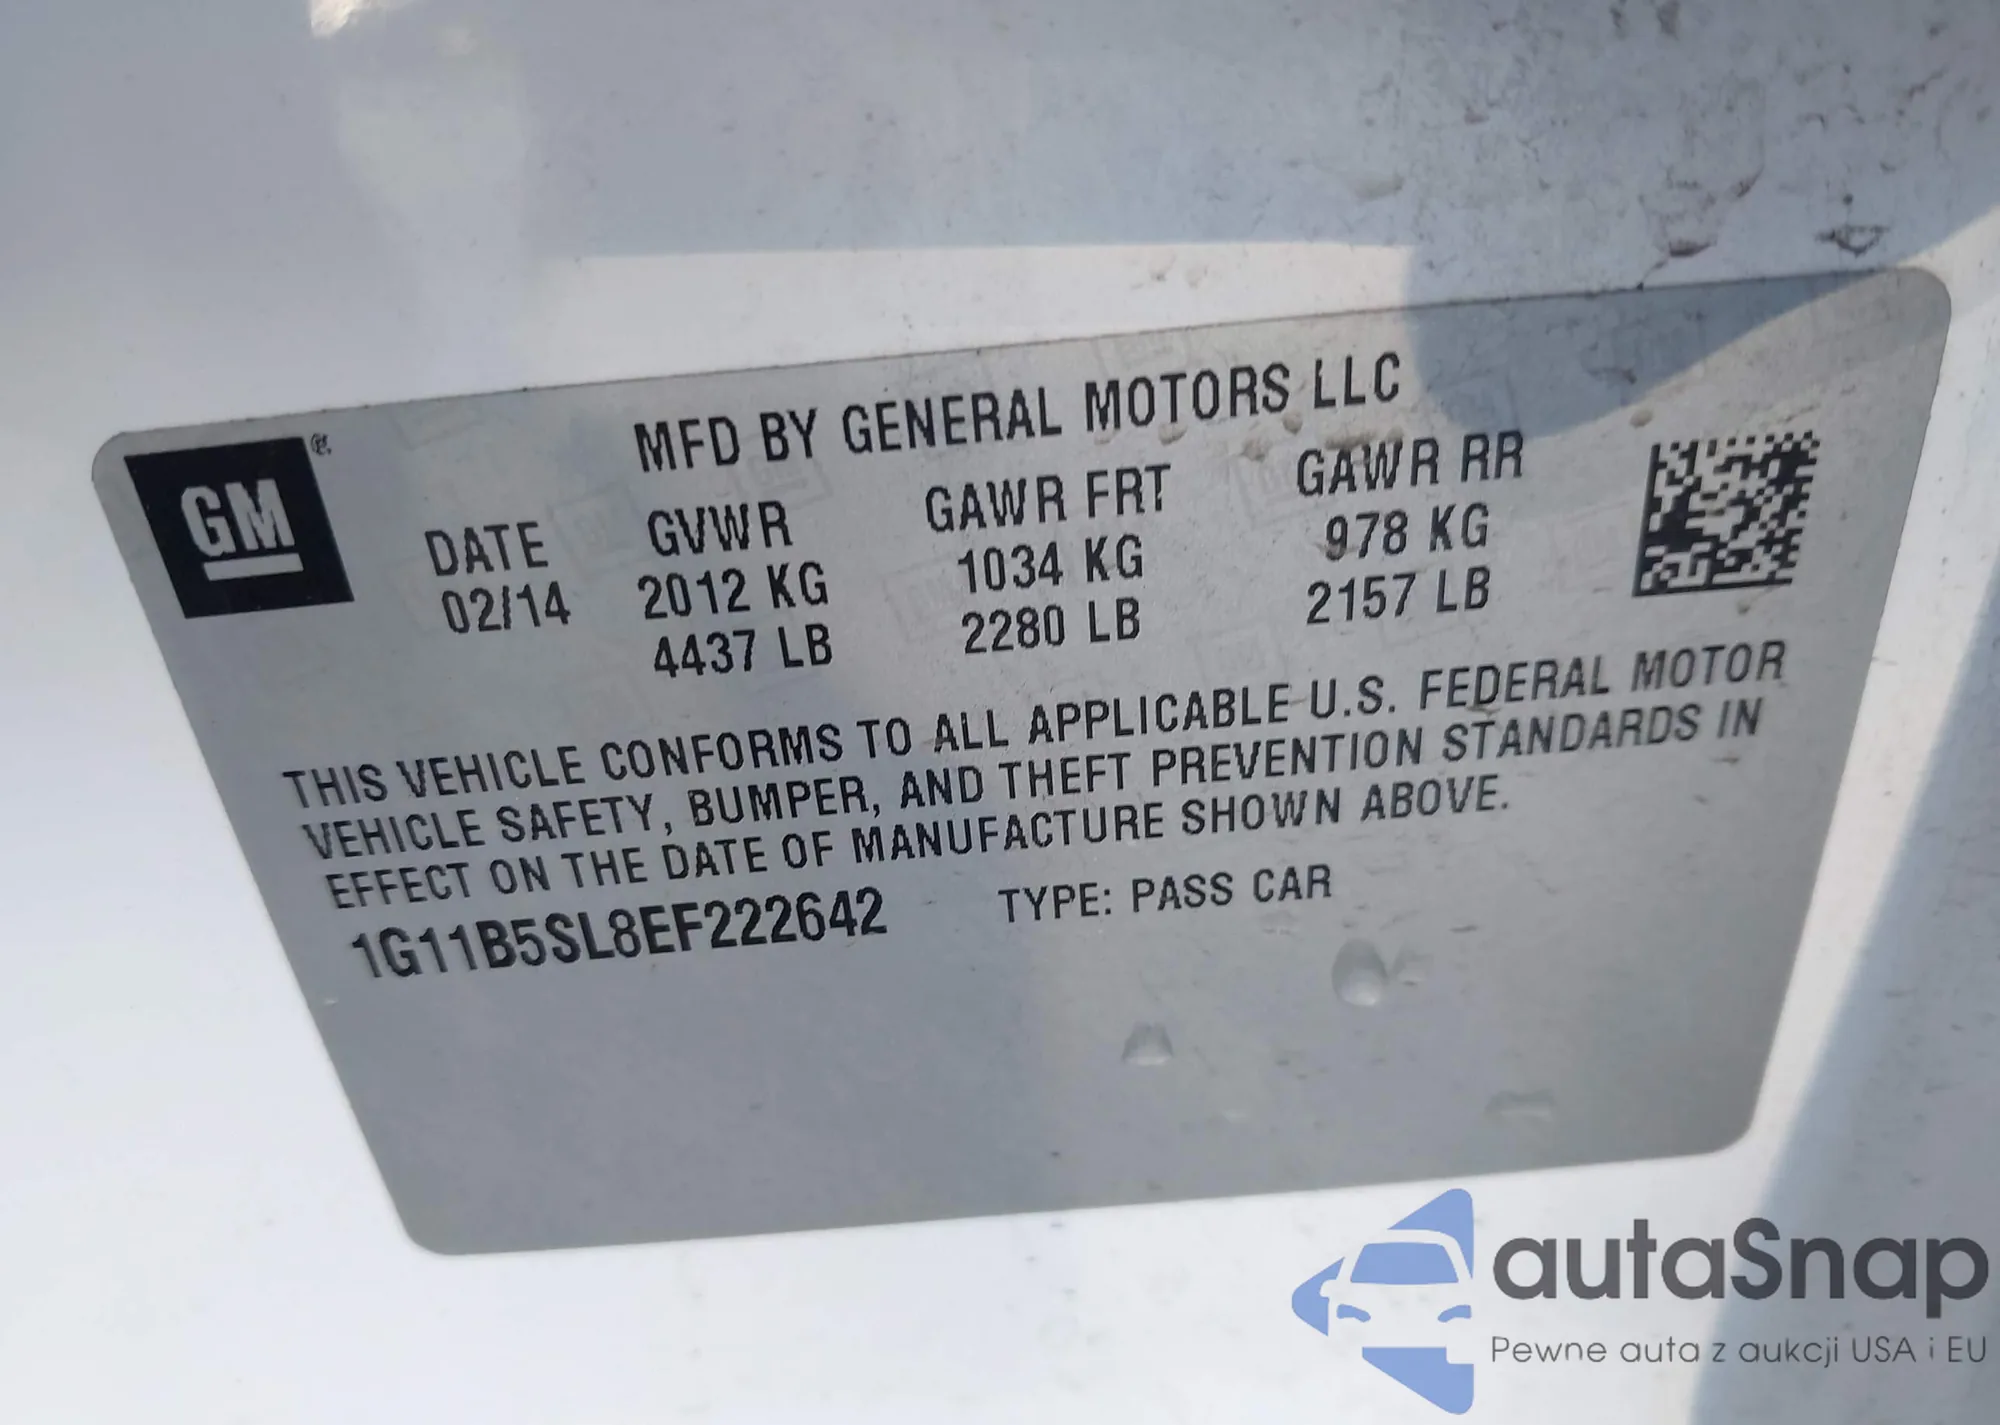 MFD BY GENERAL MOTORS LLC
GM ®
DATE GVWR GAWR FRT GAWR RR
02/14 2012 KG 1034 KG 978 KG
4437 LB 2280 LB 2157 LB
THIS VEHICLE CONFORMS TO ALL APPLICABLE U.S. FEDERAL MOTOR
VEHICLE SAFETY, BUMPER, AND THEFT PREVENTION STANDARDS IN
EFFECT ON THE DATE OF MANUFACTURE SHOWN ABOVE.
1G11B5SL8EF222642 TYPE: PASS CAR
autaSnap
Pewne auta z aukcji USA i EU